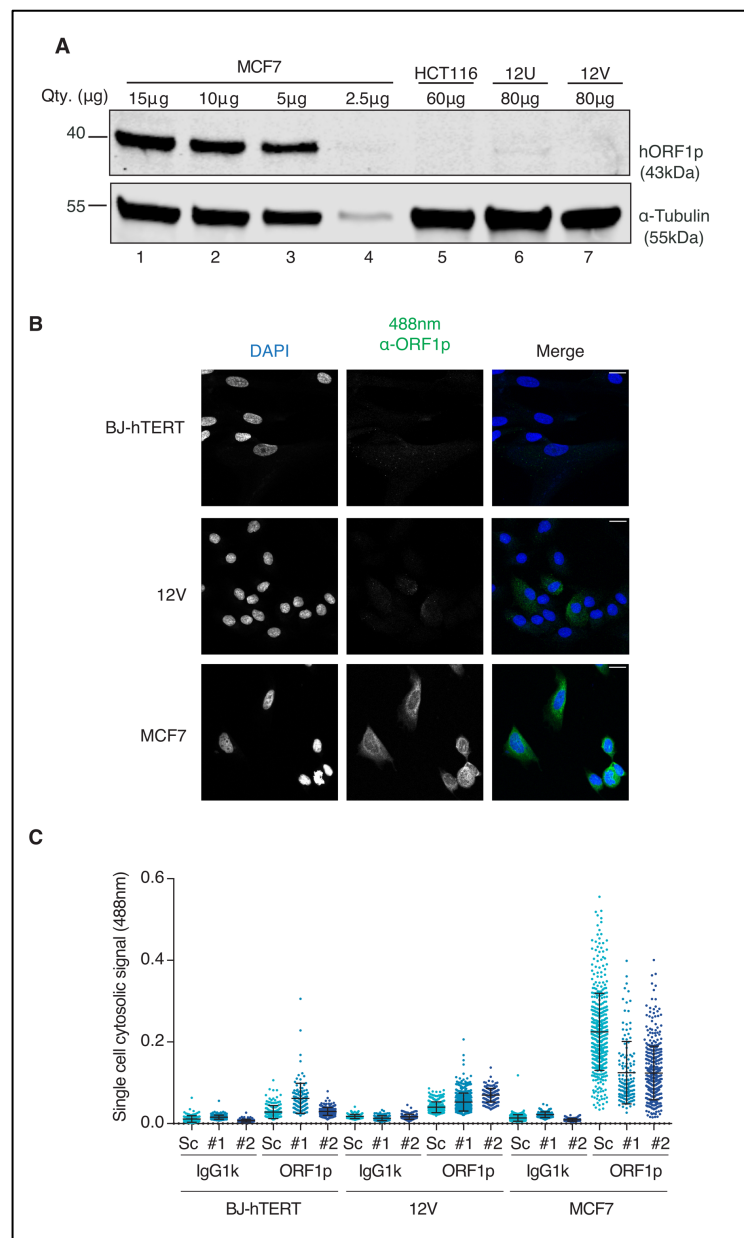 A
MCF7 HCT116 12U 12V
Qty. (µg) 15µg 10µg 5µg 2.5µg 60µg 80µg 80µg
40
hORF1p
(43kDa)
55
α-Tubulin
(55kDa)
1 2 3 4 5 6 7
B
488nm
DAPI α-ORF1p Merge
BJ-hTERT
12V
MCF7
C
Single cell cytosolic signal (488nm)
0.6
0.4
0.2
0.0
Sc #1 #2 Sc #1 #2 Sc #1 #2 Sc #1 #2 Sc #1 #2 Sc #1 #2
IgG1k ORF1p IgG1k ORF1p IgG1k ORF1p
BJ-hTERT 12V MCF7